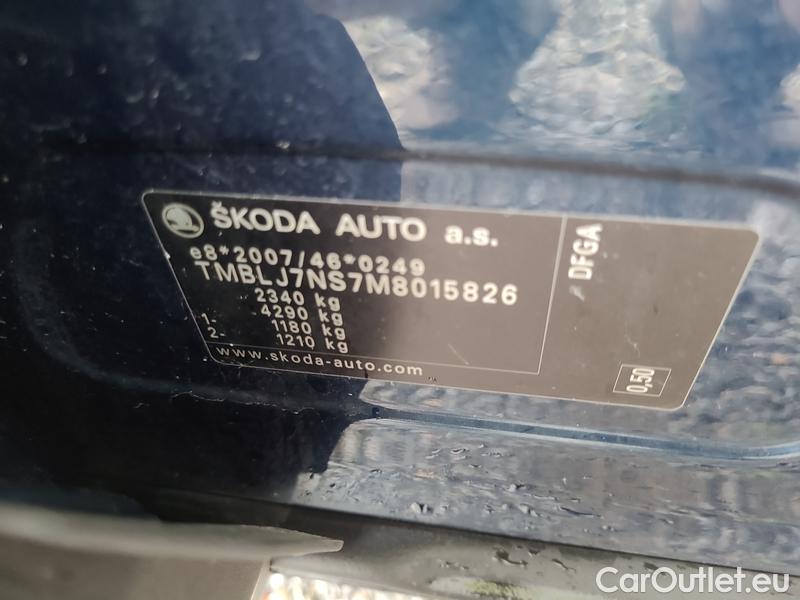 ŠKODA AUTO a.s.
e8*2007/46*0249
TMBLJ7NS7M8015826
2340 kg
4290 kg
1- 1180 kg
2- 1210 kg
www.skoda-auto.com
DFGA
0,50
CarOutlet.eu